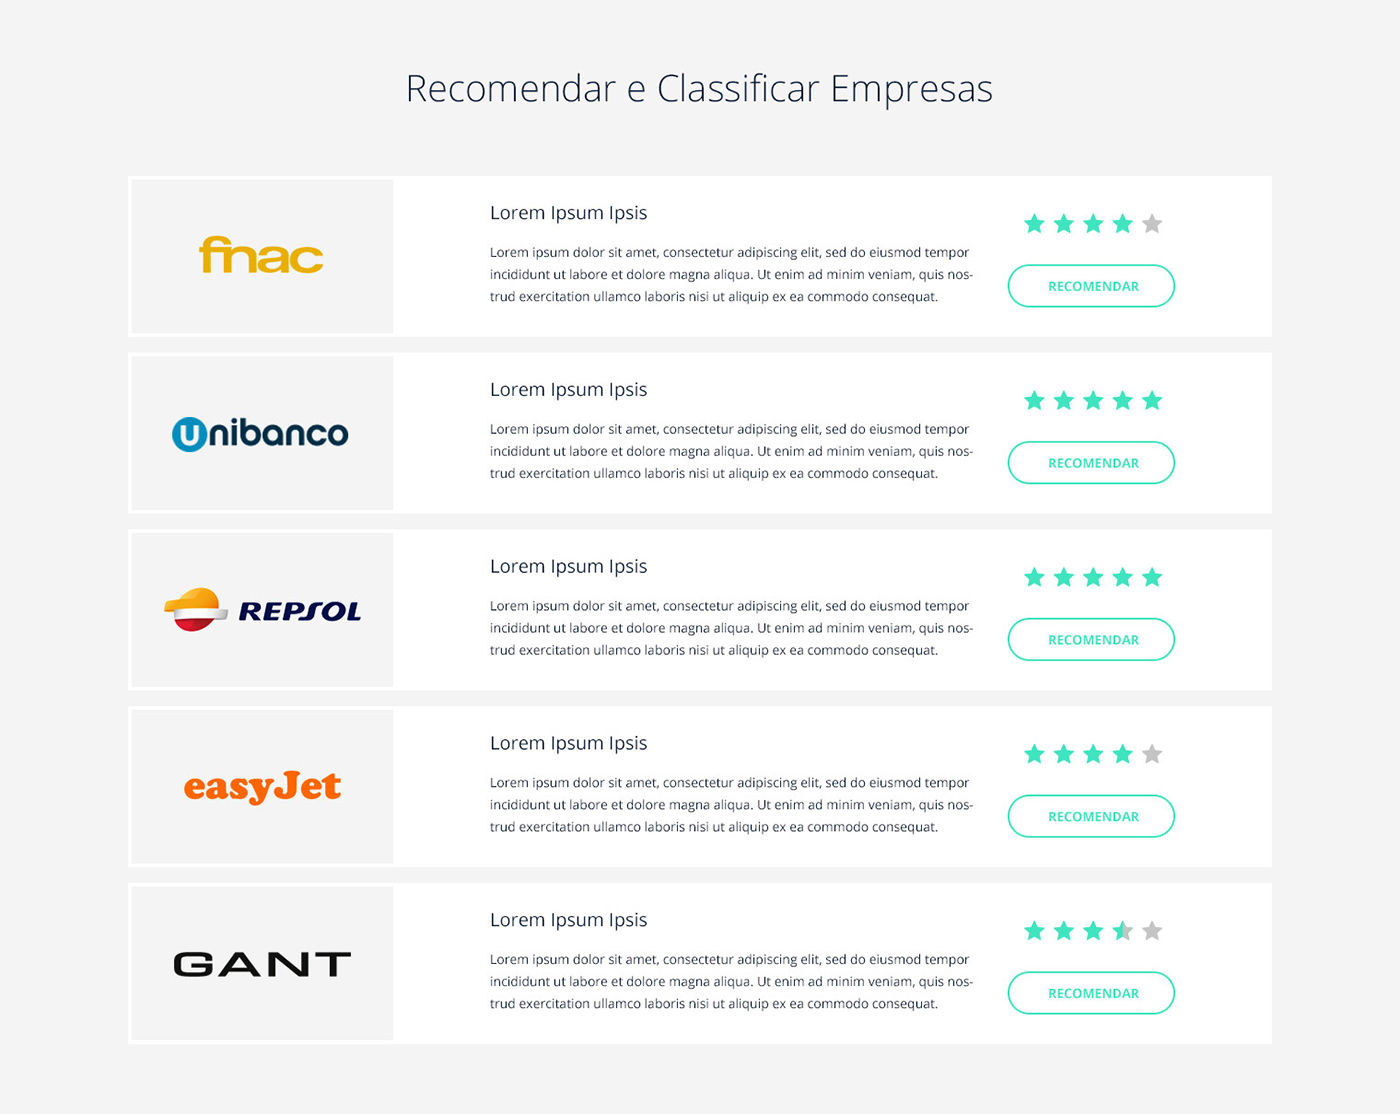 Recomendar e Classificar Empresas
fnac
Lorem Ipsum Ipsis
Lorem ipsum dolor sit amet, consectetur adipiscing elit, sed do eiusmod tempor
incididunt ut labore et dolore magna aliqua. Ut enim ad minim veniam, quis nos-
trud exercitation ullamco laboris nisi ut aliquip ex ea commodo consequat.
RECOMENDAR
Unibanco
Lorem Ipsum Ipsis
Lorem ipsum dolor sit amet, consectetur adipiscing elit, sed do eiusmod tempor
incididunt ut labore et dolore magna aliqua. Ut enim ad minim veniam, quis nos-
trud exercitation ullamco laboris nisi ut aliquip ex ea commodo consequat.
RECOMENDAR
REPSOL
Lorem Ipsum Ipsis
Lorem ipsum dolor sit amet, consectetur adipiscing elit, sed do eiusmod tempor
incididunt ut labore et dolore magna aliqua. Ut enim ad minim veniam, quis nos-
trud exercitation ullamco laboris nisi ut aliquip ex ea commodo consequat.
RECOMENDAR
easyJet
Lorem Ipsum Ipsis
Lorem ipsum dolor sit amet, consectetur adipiscing elit, sed do eiusmod tempor
incididunt ut labore et dolore magna aliqua. Ut enim ad minim veniam, quis nos-
trud exercitation ullamco laboris nisi ut aliquip ex ea commodo consequat.
RECOMENDAR
GANT
Lorem Ipsum Ipsis
Lorem ipsum dolor sit amet, consectetur adipiscing elit, sed do eiusmod tempor
incididunt ut labore et dolore magna aliqua. Ut enim ad minim veniam, quis nos-
trud exercitation ullamco laboris nisi ut aliquip ex ea commodo consequat.
RECOMENDAR